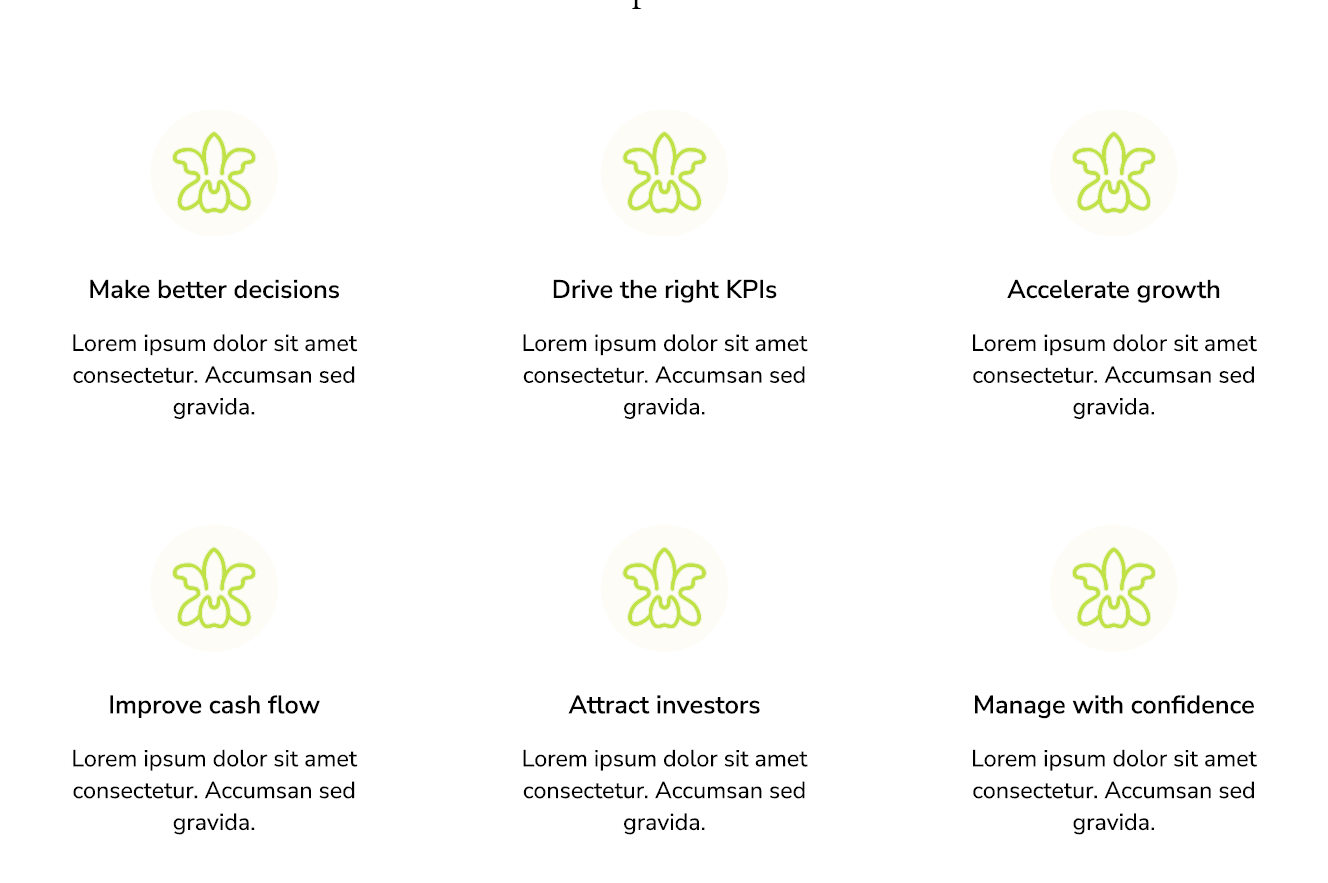 Make better decisions
Lorem ipsum dolor sit amet
consectetur. Accumsan sed
gravida.
Drive the right KPIs
Lorem ipsum dolor sit amet
consectetur. Accumsan sed
gravida.
Accelerate growth
Lorem ipsum dolor sit amet
consectetur. Accumsan sed
gravida.
Improve cash flow
Lorem ipsum dolor sit amet
consectetur. Accumsan sed
gravida.
Attract investors
Lorem ipsum dolor sit amet
consectetur. Accumsan sed
gravida.
Manage with confidence
Lorem ipsum dolor sit amet
consectetur. Accumsan sed
gravida.